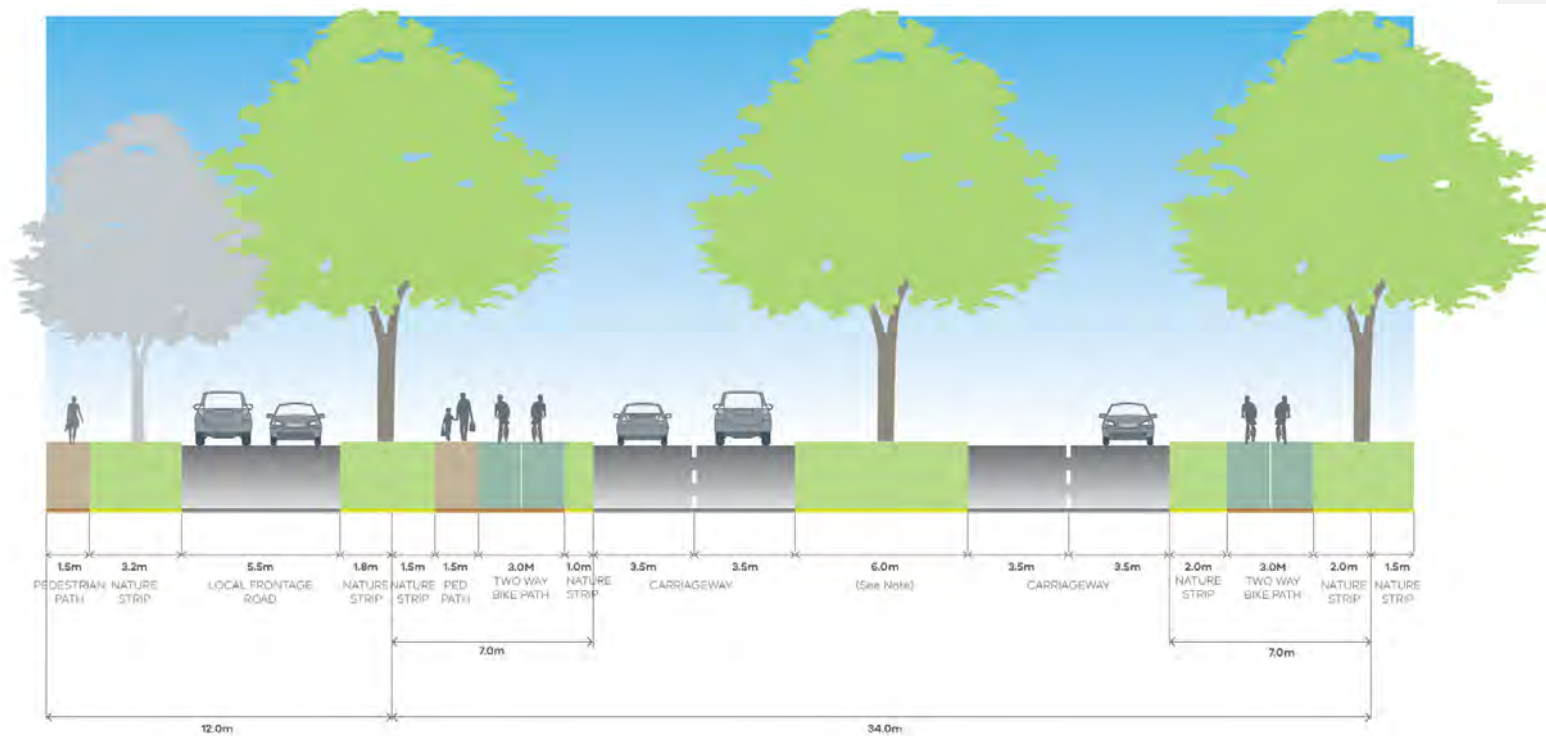 1.5m 3.2m 5.5m 1.8m 1.5m 1.5m 3.0M 1.0m 3.5m 3.5m 6.0m 3.5m 3.5m 2.0m 3.0M 2.0m 1.5m
PEDESTRIAN PATH
NATURE STRIP
LOCAL FRONTAGE ROAD
NATURE STRIP
NATURE STRIP
PED PATH
TWO WAY BIKE PATH
NATURE STRIP
CARRIAGEWAY
(See Note)
CARRIAGEWAY
NATURE STRIP
TWO WAY BIKE PATH
NATURE STRIP
NATURE STRIP
7.0m 7.0m
12.0m 34.0m